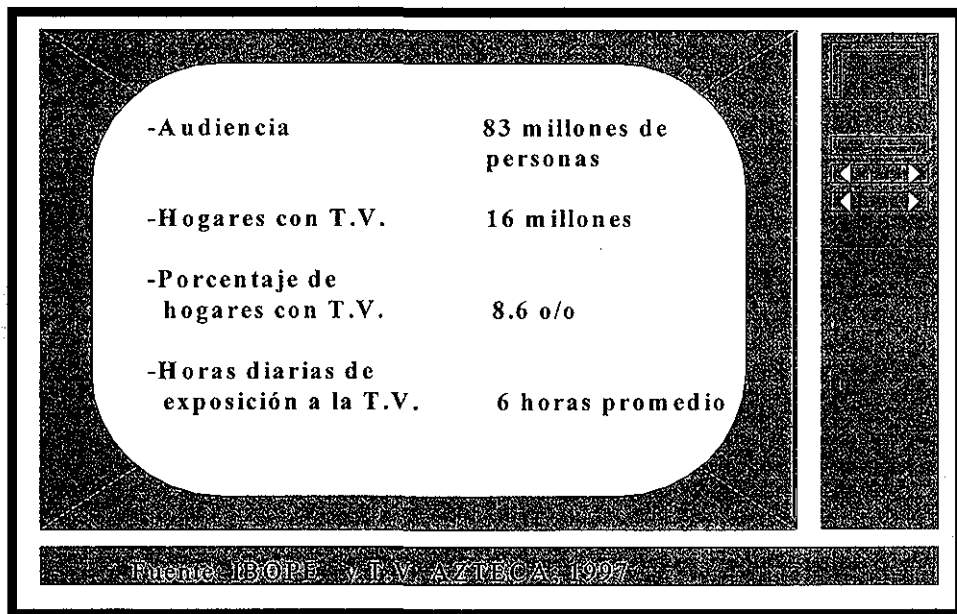 -Audiencia 83 millones de
personas
-Hogares con T.V. 16 millones
-Porcentaje de
hogares con T.V. 8.6 o/o
-Horas diarias de
exposición a la T.V. 6 horas promedio
Fuente IBOPE y T.V. AZTECA, 1997